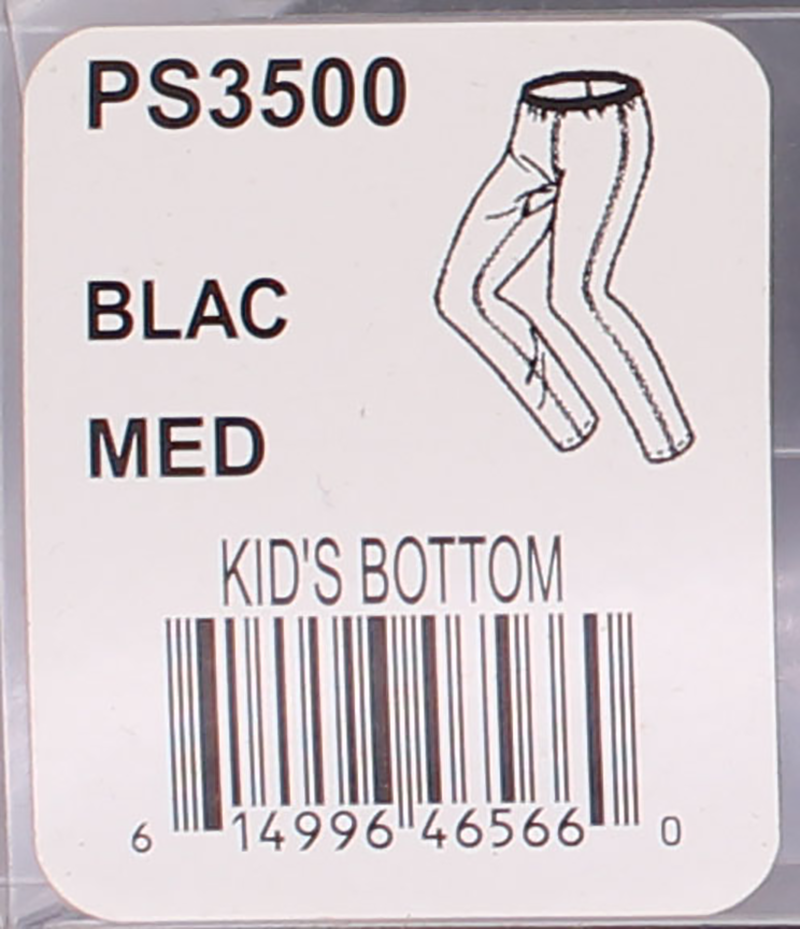 PS3500
BLAC
MED
KID'S BOTTOM
6 14996 46566 0